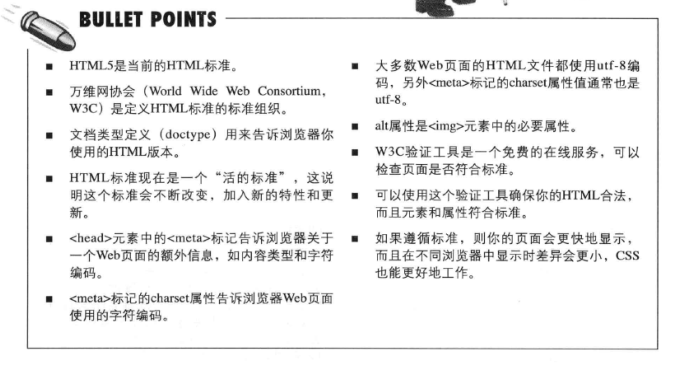 BULLET POINTS
■ HTML5是当前的HTML标准。
■ 万维网协会（World Wide Web Consortium，
W3C）是定义HTML标准的标准组织。
■ 文档类型定义（doctype）用来告诉浏览器你
使用的HTML版本。
■ HTML标准现在是一个“活的标准”，这说
明这个标准会不断改变，加入新的特性和更
新。
■ <head>元素中的<meta>标记告诉浏览器关于
一个Web页面的额外信息，如内容类型和字符
编码。
■ <meta>标记的charset属性告诉浏览器Web页面
使用的字符编码。
■ 大多数Web页面的HTML文件都使用utf-8编
码，另外<meta>标记的charset属性值通常也是
utf-8。
■ alt属性是<img>元素中的必要属性。
■ W3C验证工具是一个免费的在线服务，可以
检查页面是否符合标准。
■ 可以使用这个验证工具确保你的HTML合法，
而且元素和属性符合标准。
■ 如果遵循标准，则你的页面会更快地显示，
而且在不同浏览器中显示时差异会更小，CSS
也能更好地工作。